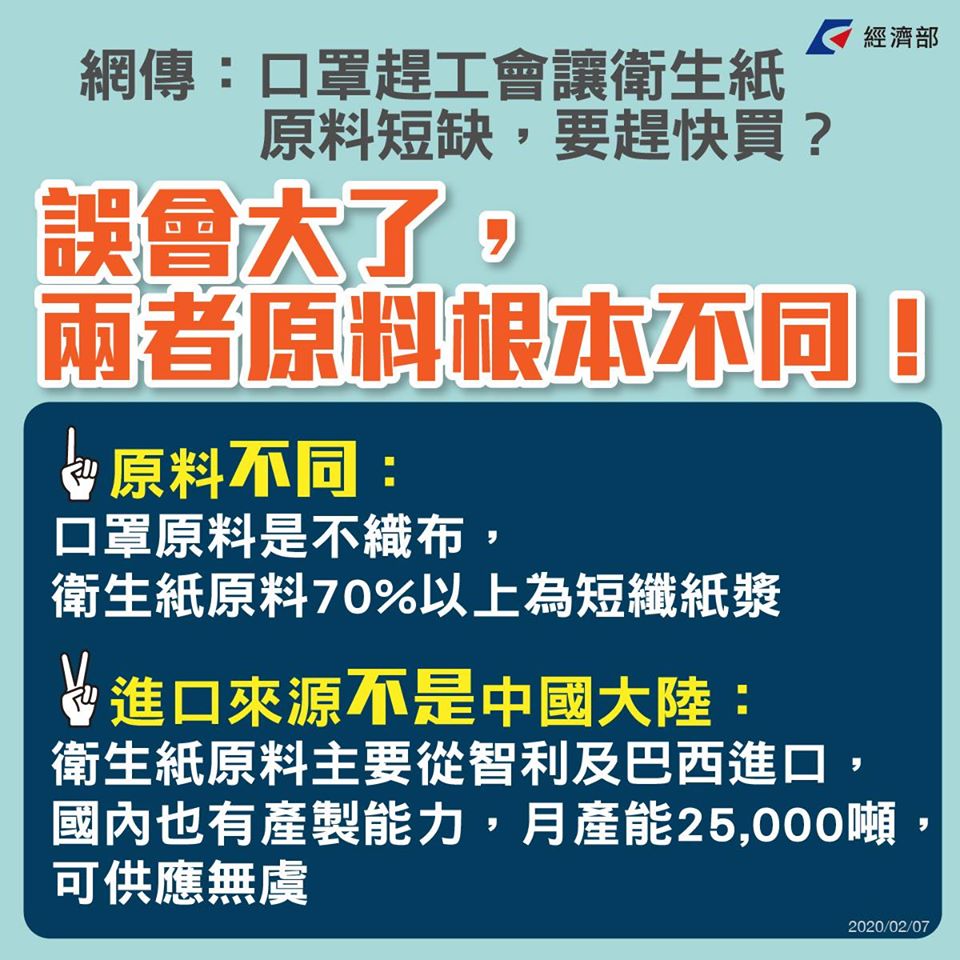 經濟部
網傳：口罩趕工會讓衛生紙
原料短缺，要趕快買？
誤會大了，
兩者原料根本不同！
原料不同：
口罩原料是不織布，
衛生紙原料70%以上為短纖紙漿
進口來源不是中國大陸：
衛生紙原料主要從智利及巴西進口，
國內也有產製能力，月產能25,000噸，
可供應無虞
2020/02/07